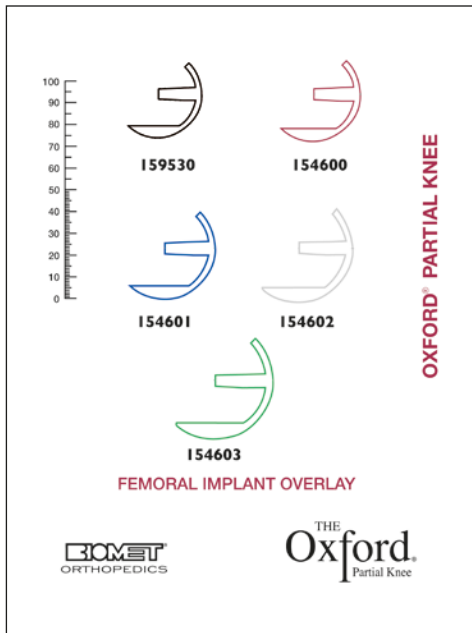 100
90
80
70
60
50
40
30
20
10
0
159530
154600
154601
154602
154603
OXFORD® PARTIAL KNEE
FEMORAL IMPLANT OVERLAY
BIOMET®
ORTHOPEDICS
THE
Oxford®
Partial Knee